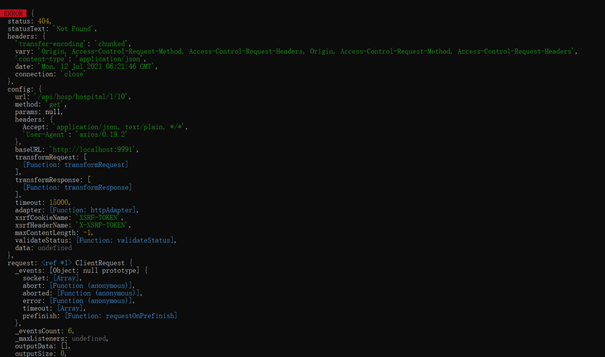 ERROR {
status: 404,
statusText: 'Not Found',
headers: {
'transfer-encoding': 'chunked',
vary: 'Origin, Access-Control-Request-Method, Access-Control-Request-Headers, Origin, Access-Control-Request-Method, Access-Control-Request-Headers',
'content-type': 'application/json',
date: 'Mon, 12 Jul 2021 06:21:46 GMT',
connection: 'close'
},
config: {
url: '/api/hosp/hospital/1/10',
method: 'get',
params: null,
headers: {
Accept: 'application/json, text/plain, */*',
'User-Agent': 'axios/0.19.2'
},
baseURL: 'http://localhost:9001',
transformRequest: [
[Function: transformRequest]
],
transformResponse: [
[Function: transformResponse]
],
timeout: 15000,
adapter: [Function: httpAdapter],
xsrfCookieName: 'XSRF-TOKEN',
xsrfHeaderName: 'X-XSRF-TOKEN',
maxContentLength: -1,
validateStatus: [Function: validateStatus],
data: undefined
},
request: <ref *1> ClientRequest {
_events: [Object: null prototype] {
socket: [Array],
abort: [Function (anonymous)],
aborted: [Function (anonymous)],
error: [Function (anonymous)],
timeout: [Array],
prefinish: [Function: requestOnPrefinish]
},
_eventsCount: 6,
_maxListeners: undefined,
outputData: [],
outputSize: 0,